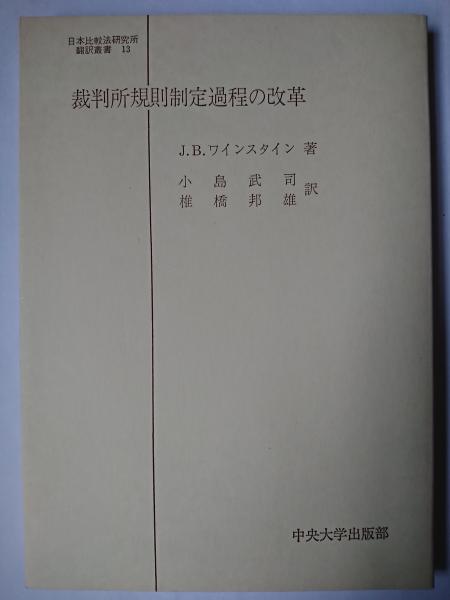 日本比較法研究所
翻訳叢書 13
裁判所規則制定過程の改革
J.B.ワインスタイン 著
小島武司
椎橋邦雄 訳
中央大学出版部